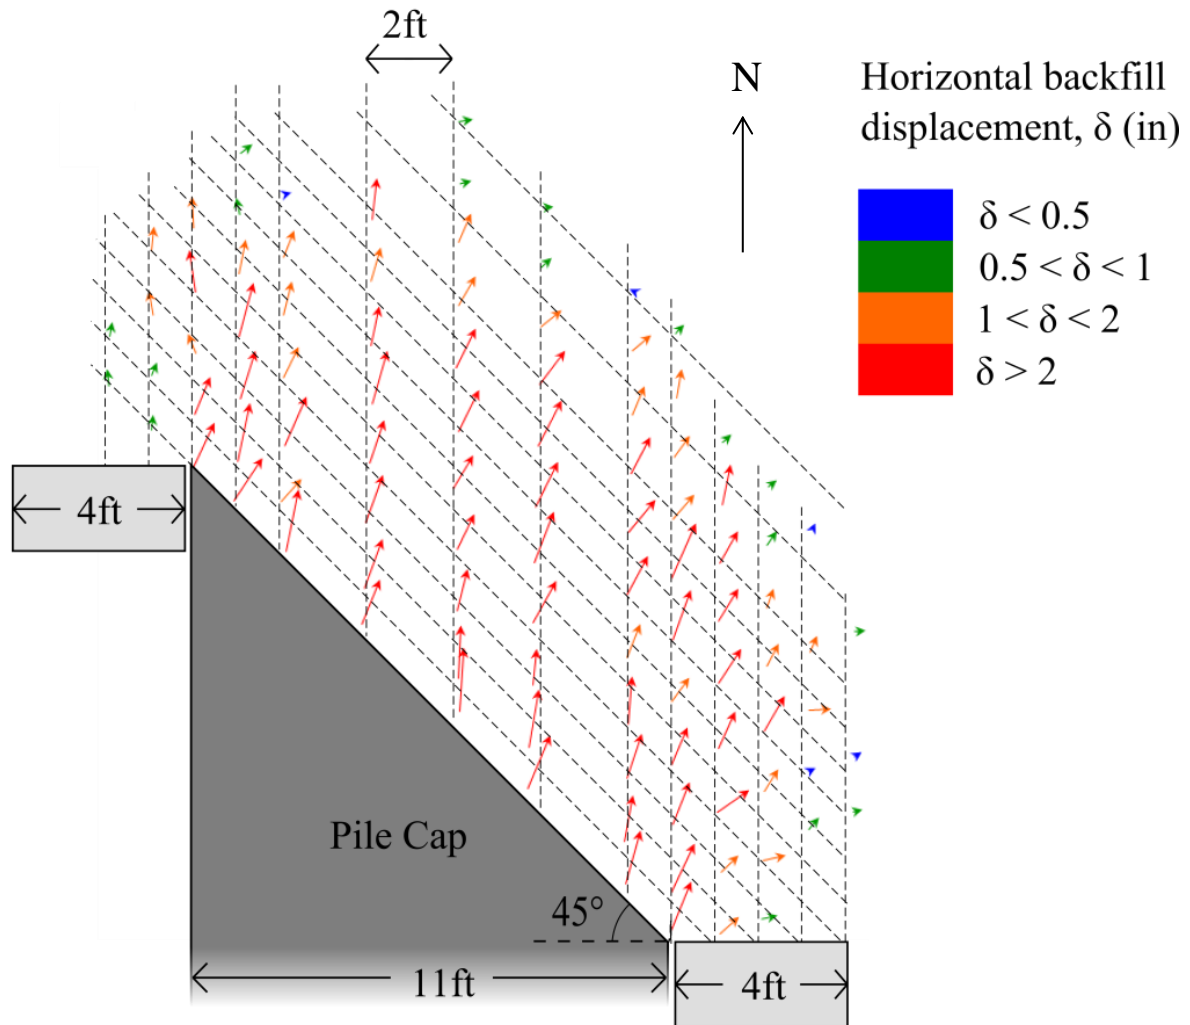 2ft
N
Horizontal backfill
displacement, δ (in)
δ < 0.5
0.5 < δ < 1
1 < δ < 2
δ > 2
4ft
Pile Cap
45°
11ft
4ft